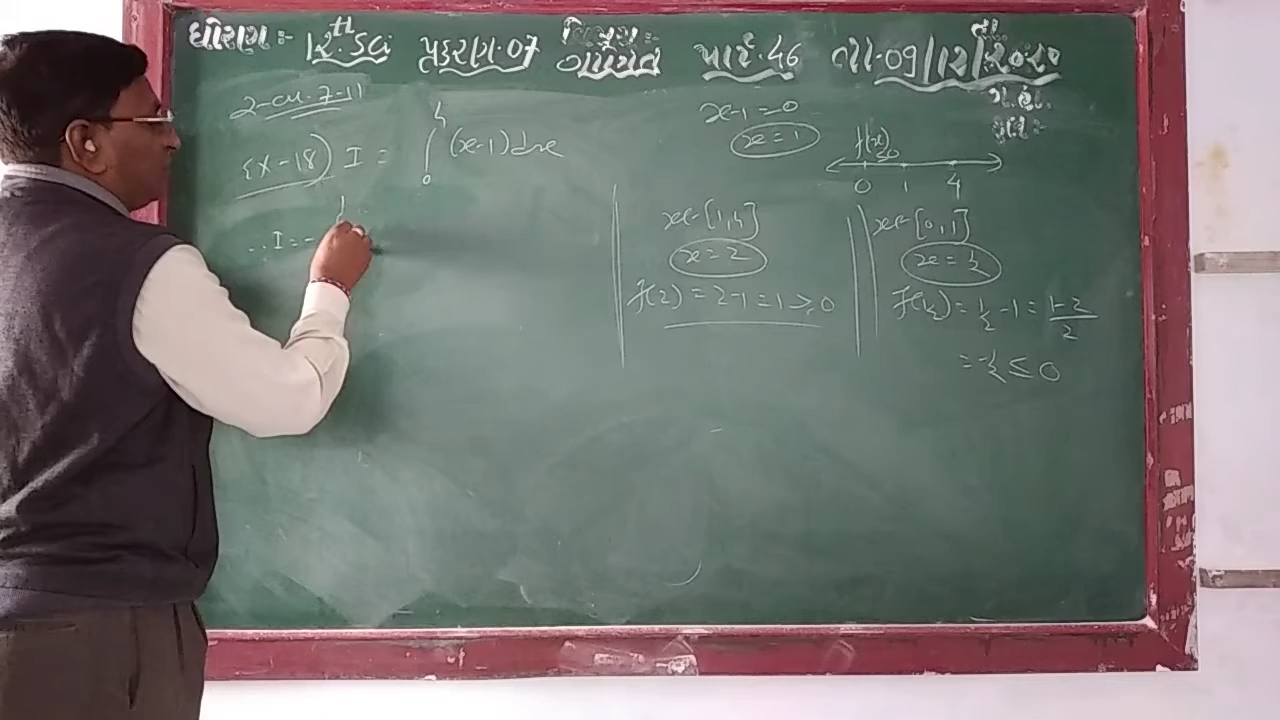 ધોરણ:- 12th Sci પ્રકરણ.07 વિષય:- ગણિત પાર્ટ.46 તા.09/12/2020
સ્વા. 7.11
EX-18) I = ∫₀⁴ (x-1) dx
∴ I = -
x-1=0
x=1
f(x)
≤0
0 1 4
x∈[1,4]
x=2
f(2) = 2-1 = 1 ≥ 0
x∈[0,1]
x=½
f(½) = ½ -1 = 1-2/2
= -½ ≤ 0